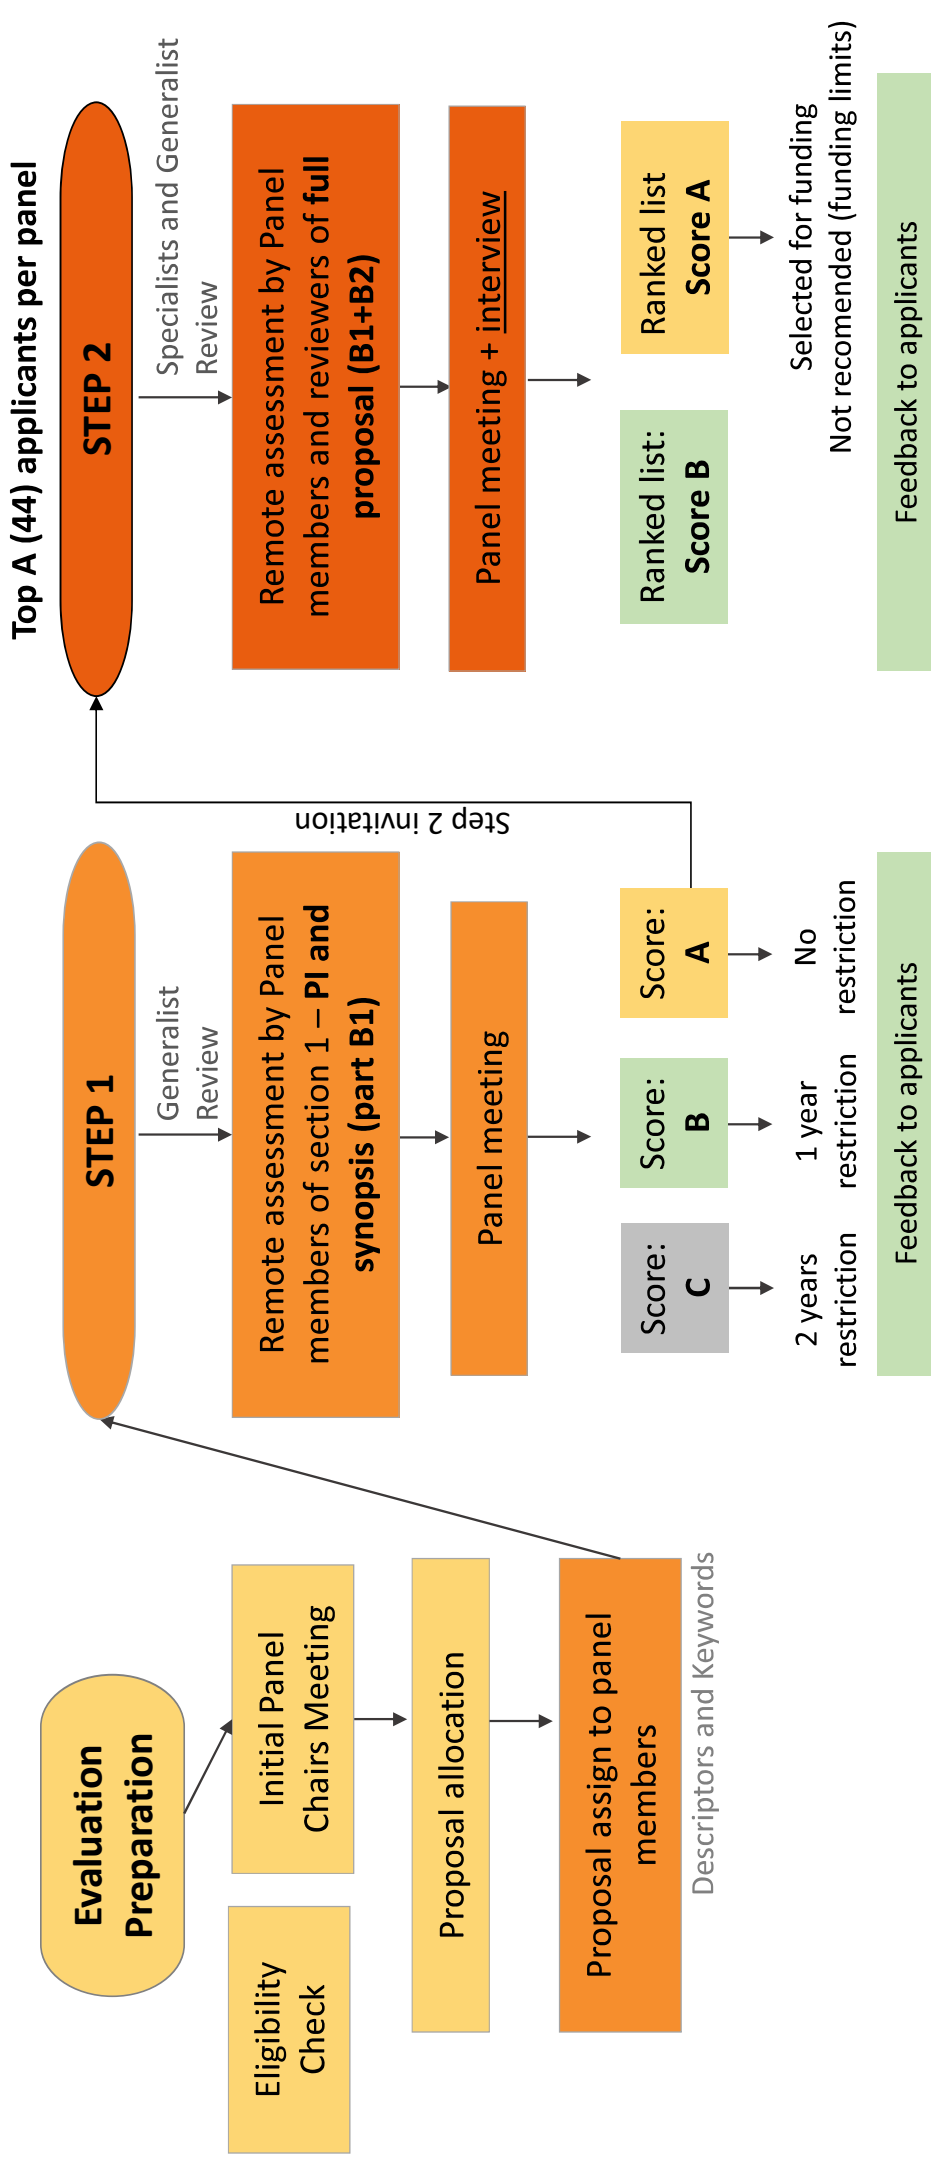 Evaluation
Preparation
Eligibility
Check
Initial Panel
Chairs Meeting
Proposal allocation
Proposal assign to panel
members
Descriptors and Keywords
STEP 1
Generalist
Review
Remote assessment by Panel
members of section 1 – PI and
synopsis (part B1)
Panel meeting
Score:
C
Score:
B
Score:
A
2 years
restriction
1 year
restriction
No
restriction
Feedback to applicants
Step 2 invitation
Top A (44) applicants per panel
STEP 2
Specialists and Generalist
Review
Remote assessment by Panel
members and reviewers of full
proposal (B1+B2)
Panel meeting + interview
Ranked list:
Score B
Ranked list
Score A
Selected for funding
Not recomended (funding limits)
Feedback to applicants